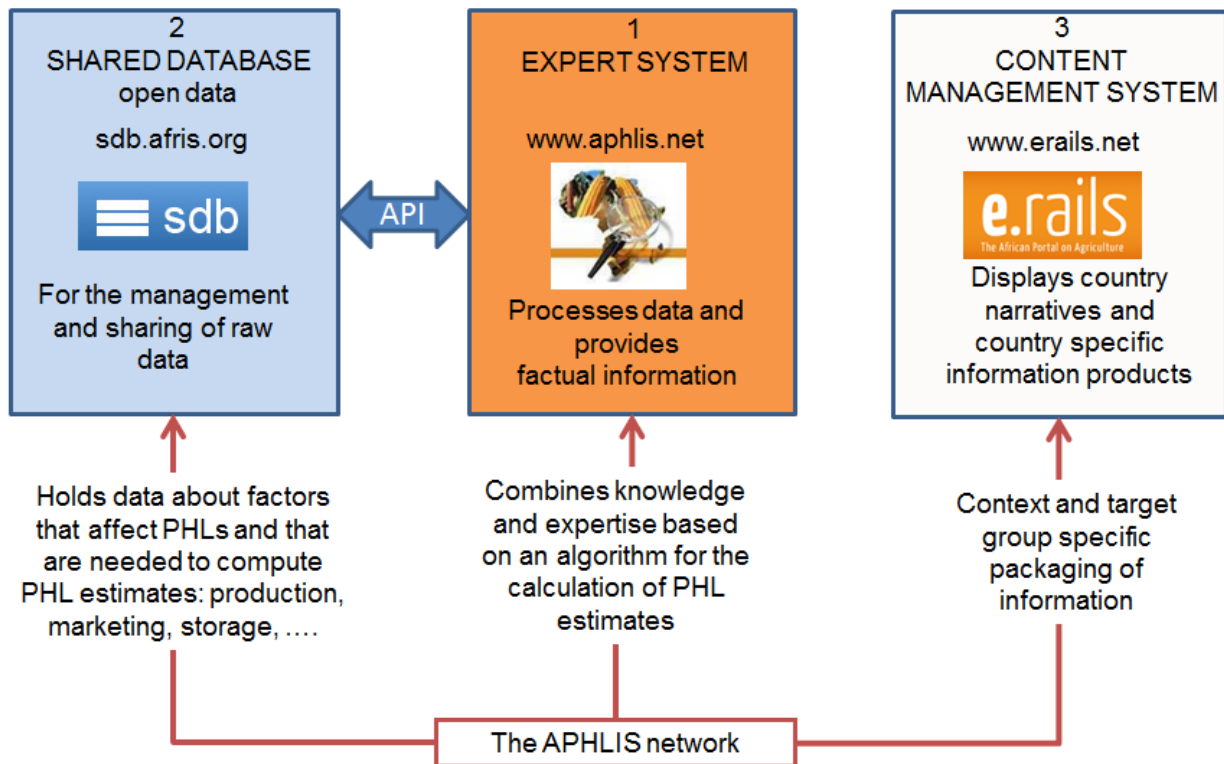 2
SHARED DATABASE
open data
sdb.afris.org
sdb
For the management
and sharing of raw
data
API
1
EXPERT SYSTEM
www.aphlis.net
Processes data and
provides
factual information
3
CONTENT
MANAGEMENT SYSTEM
www.erails.net
e.rails
The African Portal on Agriculture
Displays country
narratives and
country specific
information products
Holds data about factors
that affect PHLs and that
are needed to compute
PHL estimates: production,
marketing, storage, ....
Combines knowledge
and expertise based
on an algorithm for the
calculation of PHL
estimates
Context and target
group specific
packaging of
information
The APHLIS network